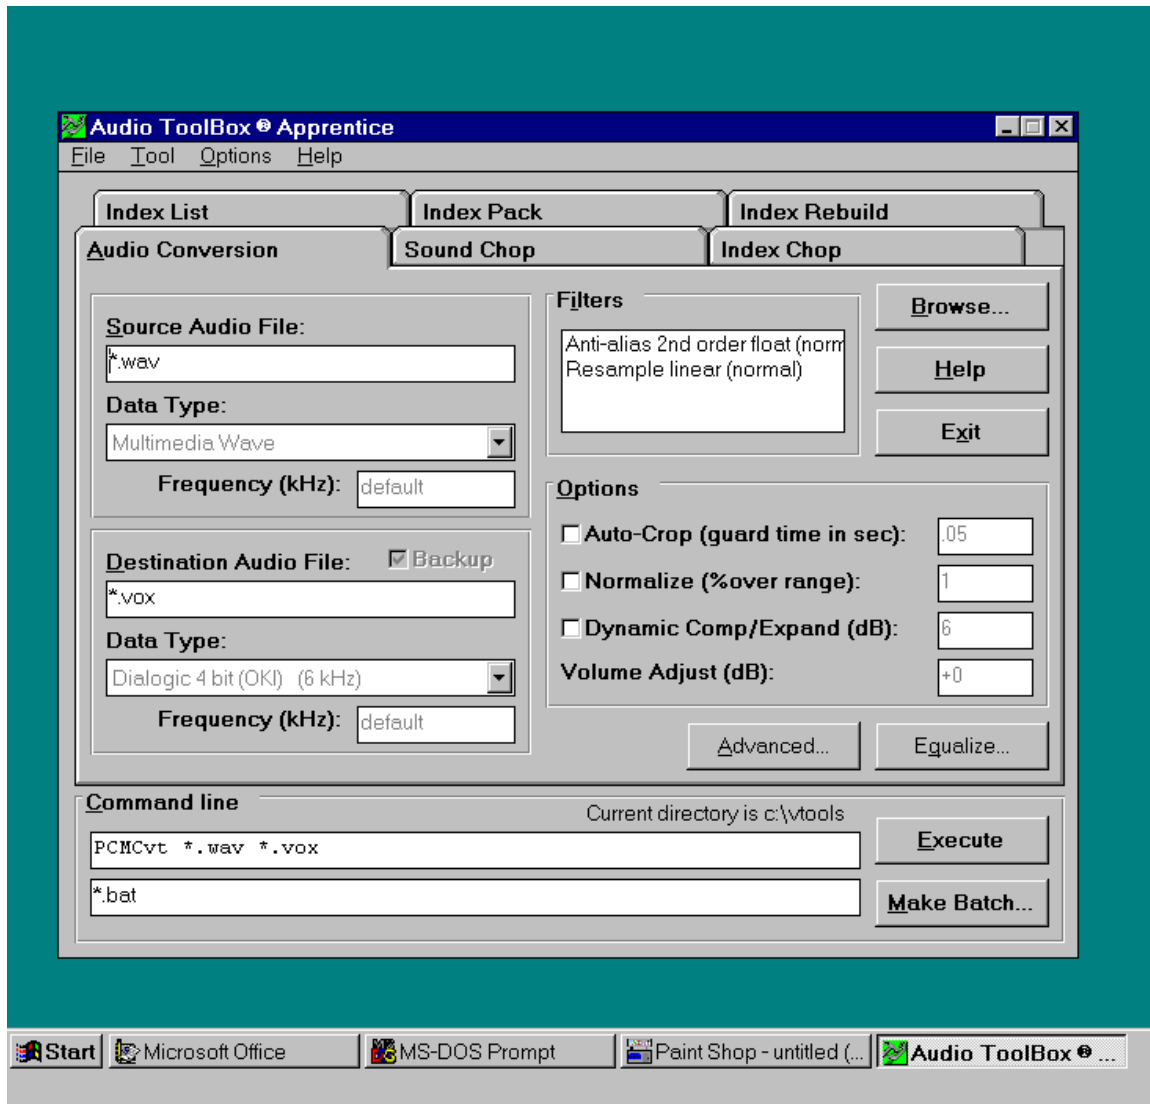 Audio ToolBox ® Apprentice
File Tool Options Help
Index List Index Pack Index Rebuild
Audio Conversion Sound Chop Index Chop
Source Audio File:
*.wav
Data Type:
Multimedia Wave
Frequency (kHz): default
Destination Audio File: Backup
*.vox
Data Type:
Dialogic 4 bit (OKI) (6 kHz)
Frequency (kHz): default
Filters
Anti-alias 2nd order float (norm
Resample linear (normal)
Browse...
Help
Exit
Options
Auto-Crop (guard time in sec): .05
Normalize (%over range): 1
Dynamic Comp/Expand (dB): 6
Volume Adjust (dB): +0
Advanced... Equalize...
Command line
Current directory is c:\vtools
PCMCvt *.wav *.vox
Execute
*.bat
Make Batch...
Start Microsoft Office MS-DOS Prompt Paint Shop - untitled (... Audio ToolBox ® ...